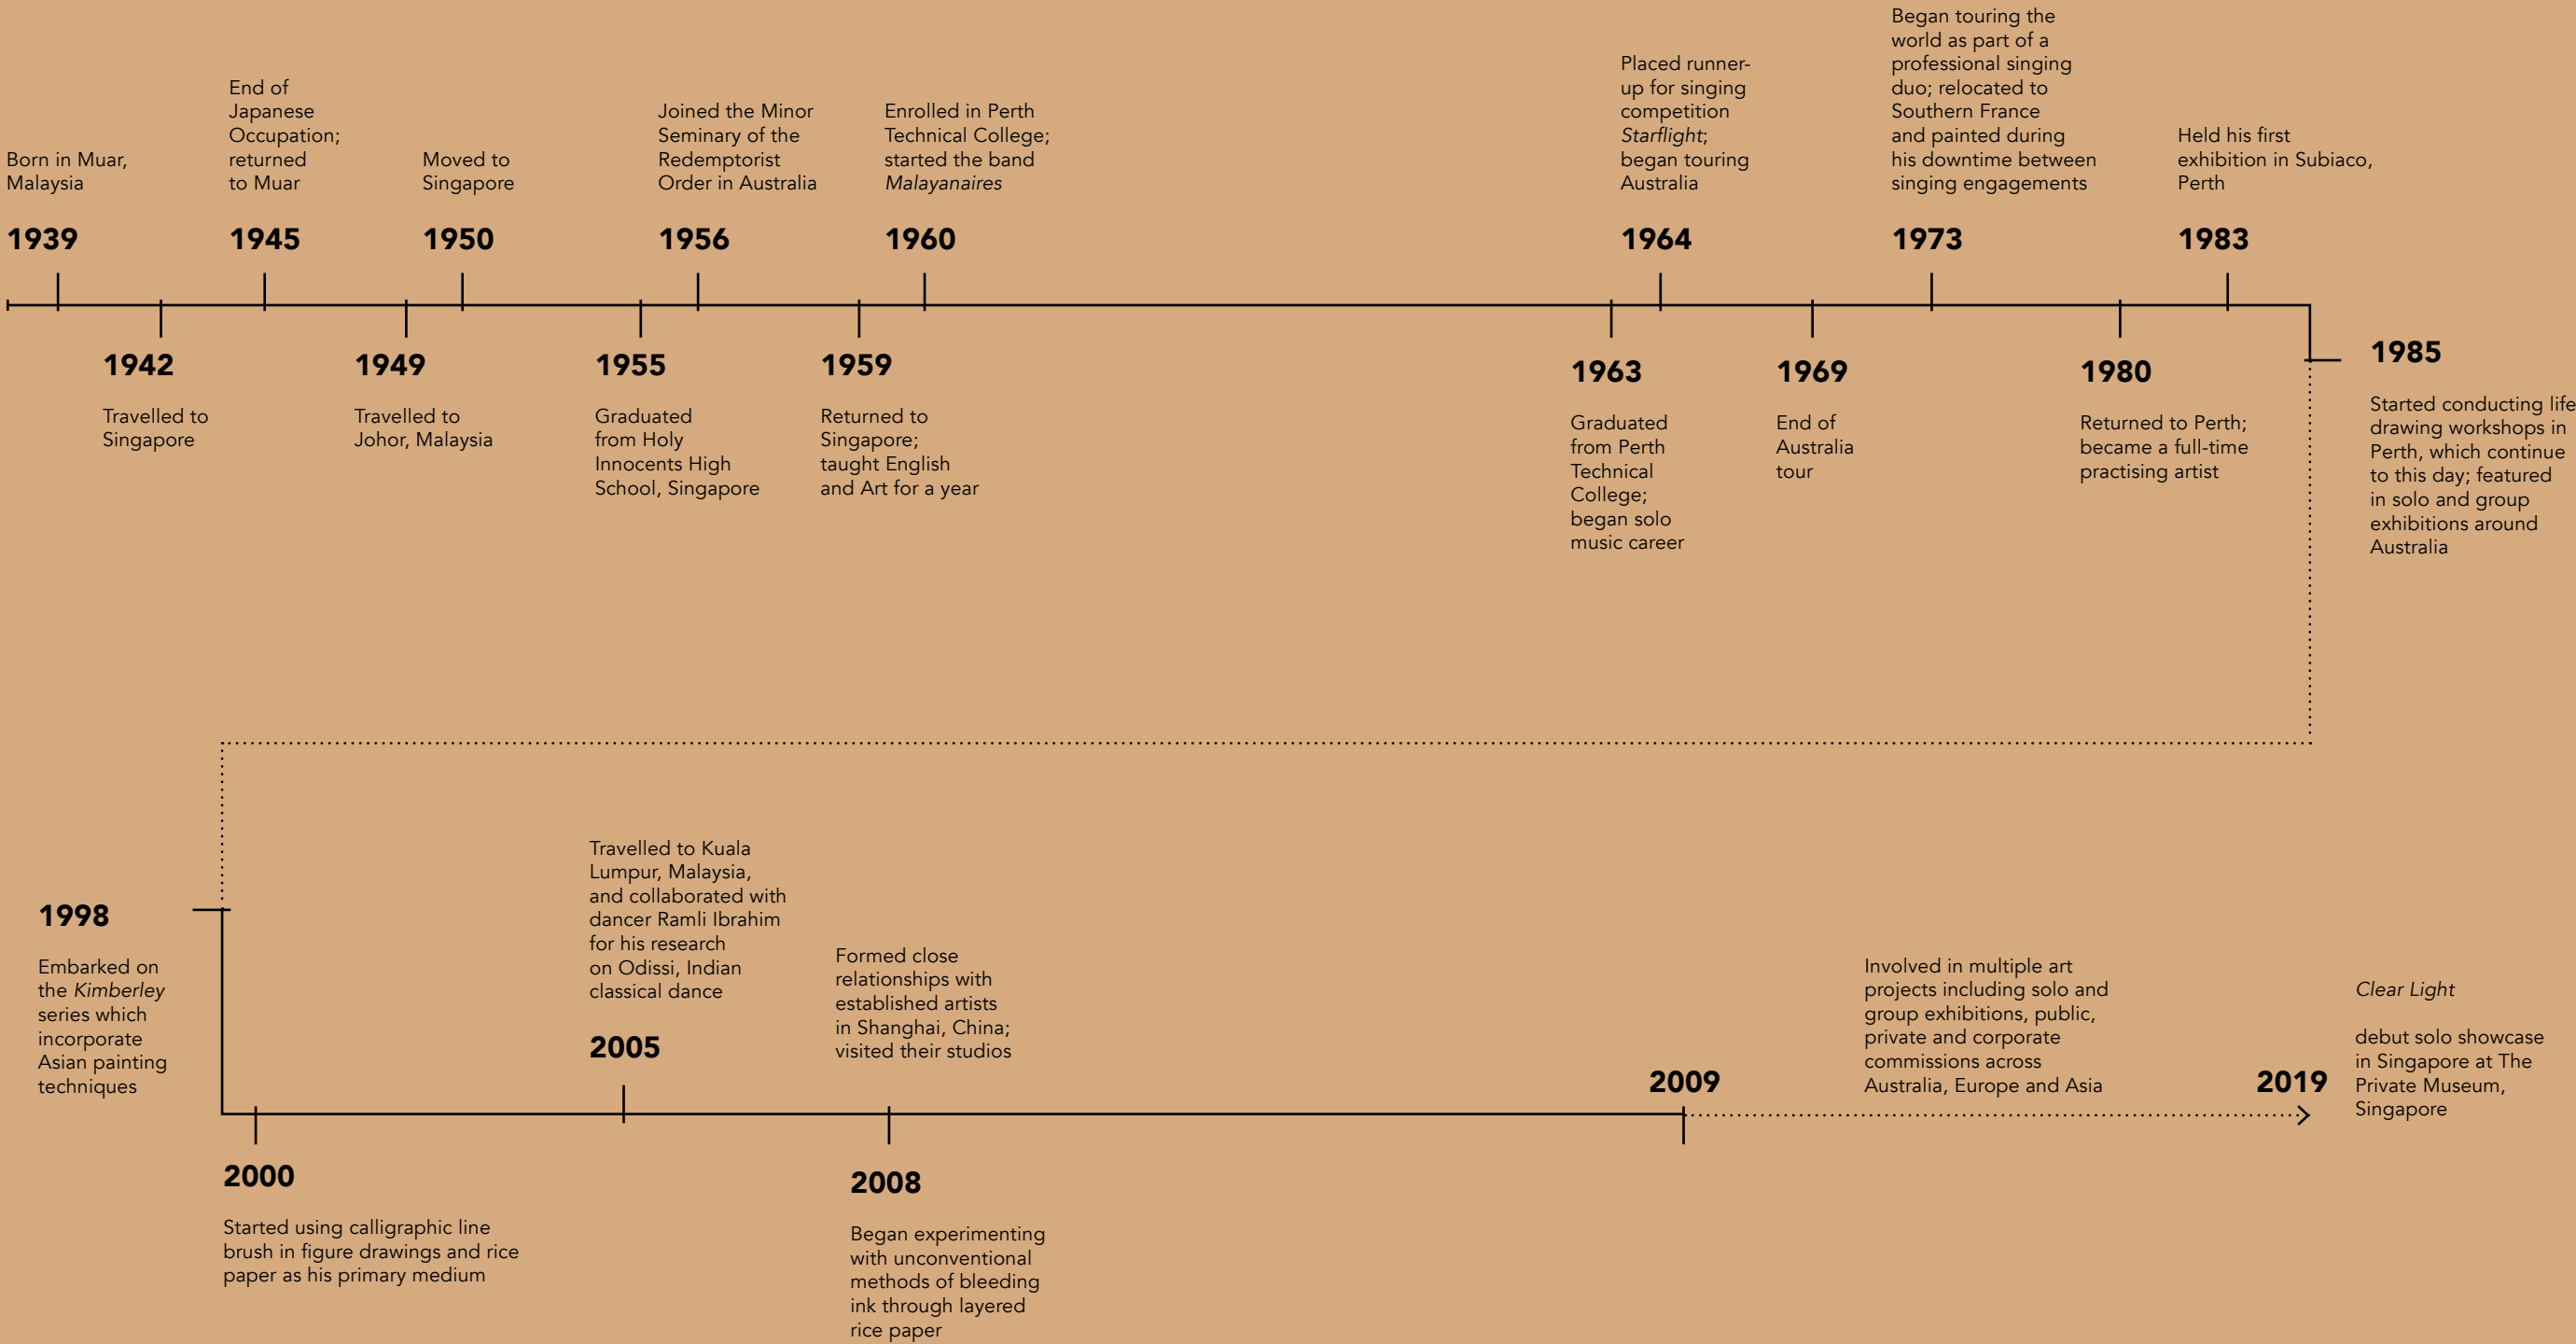 Born in Muar,
Malaysia
1939
1942
Travelled to
Singapore
End of
Japanese
Occupation;
returned
to Muar
1945
1949
Travelled to
Johor, Malaysia
Moved to
Singapore
1950
1955
Graduated
from Holy
Innocents High
School, Singapore
Joined the Minor
Seminary of the
Redemptorist
Order in Australia
1956
1959
Returned to
Singapore;
taught English
and Art for a year
Enrolled in Perth
Technical College;
started the band
Malayanaires
1960
1963
Graduated
from Perth
Technical
College;
began solo
music career
Placed runner-
up for singing
competition
Starflight;
began touring
Australia
1964
1969
End of
Australia
tour
Began touring the
world as part of a
professional singing
duo; relocated to
Southern France
and painted during
his downtime between
singing engagements
1973
1980
Returned to Perth;
became a full-time
practising artist
Held his first
exhibition in Subiaco,
Perth
1983
1985
Started conducting life
drawing workshops in
Perth, which continue
to this day; featured
in solo and group
exhibitions around
Australia
1998
Embarked on
the Kimberley
series which
incorporate
Asian painting
techniques
2000
Started using calligraphic line
brush in figure drawings and rice
paper as his primary medium
Travelled to Kuala
Lumpur, Malaysia,
and collaborated with
dancer Ramli Ibrahim
for his research
on Odissi, Indian
classical dance
2005
Formed close
relationships with
established artists
in Shanghai, China;
visited their studios
2008
Began experimenting
with unconventional
methods of bleeding
ink through layered
rice paper
2009
Involved in multiple art
projects including solo and
group exhibitions, public,
private and corporate
commissions across
Australia, Europe and Asia
2019
Clear Light
debut solo showcase
in Singapore at The
Private Museum,
Singapore